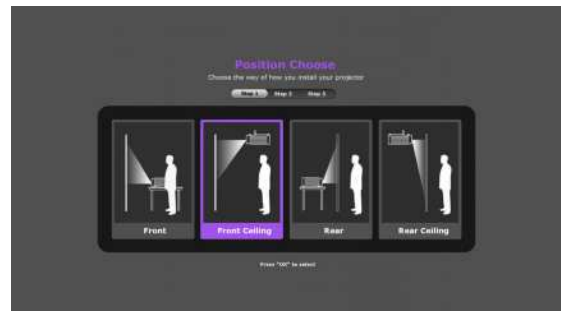 Position Choose
Choose the way of how you install your projector
Step 1 Step 2 Step 3
Front Front Ceiling Rear Rear Ceiling
Press "OK" to select